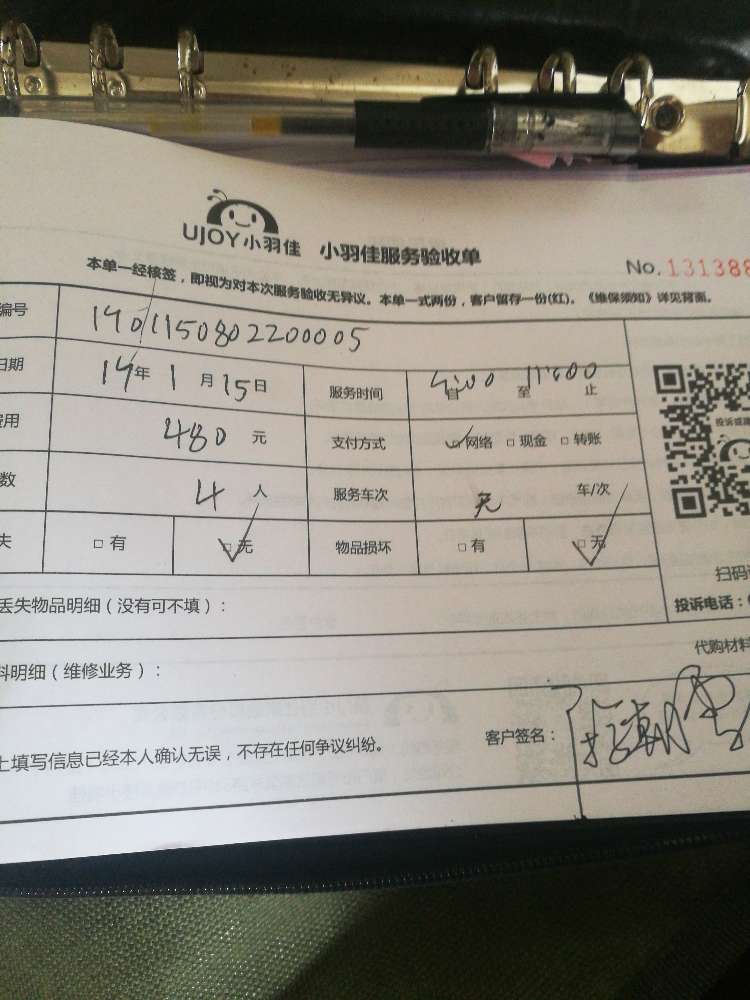 UJOY小羽佳 小羽佳服务验收单
No. 131388
本单一经核签，即视为对本次服务验收无异议。本单一式两份，客户留存一份(红)。《维保须知》详见背面。
编号 1901150802200005
日期 19年 1月 15日 服务时间 自 至 11:00 止
费用 480 元 支付方式 网络 现金 转账
投诉或建
数 4 人 服务车次 无 车/次
失 有 无 物品损坏 有 无
扫码
丢失物品明细（没有可不填）：
投诉电话：
料明细（维修业务）：
代购材料
上填写信息已经本人确认无误，不存在任何争议纠纷。
客户签名：